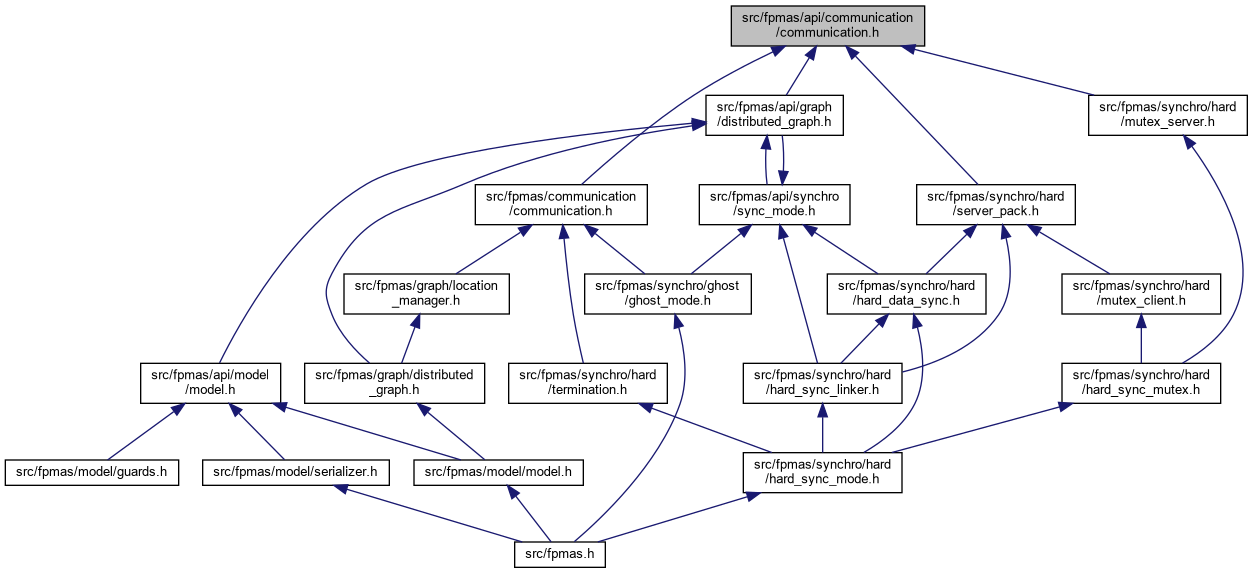 src/fpmas/api/communication
/communication.h
src/fpmas/api/graph
/distributed_graph.h
src/fpmas/synchro/hard
/mutex_server.h
src/fpmas/communication
/communication.h
src/fpmas/api/synchro
/sync_mode.h
src/fpmas/synchro/hard
/server_pack.h
src/fpmas/graph/location
_manager.h
src/fpmas/synchro/ghost
/ghost_mode.h
src/fpmas/synchro/hard
/hard_data_sync.h
src/fpmas/synchro/hard
/mutex_client.h
src/fpmas/api/model
/model.h
src/fpmas/graph/distributed
_graph.h
src/fpmas/synchro/hard
/termination.h
src/fpmas/synchro/hard
/hard_sync_linker.h
src/fpmas/synchro/hard
/hard_sync_mutex.h
src/fpmas/model/guards.h
src/fpmas/model/serializer.h
src/fpmas/model/model.h
src/fpmas/synchro/hard
/hard_sync_mode.h
src/fpmas.h